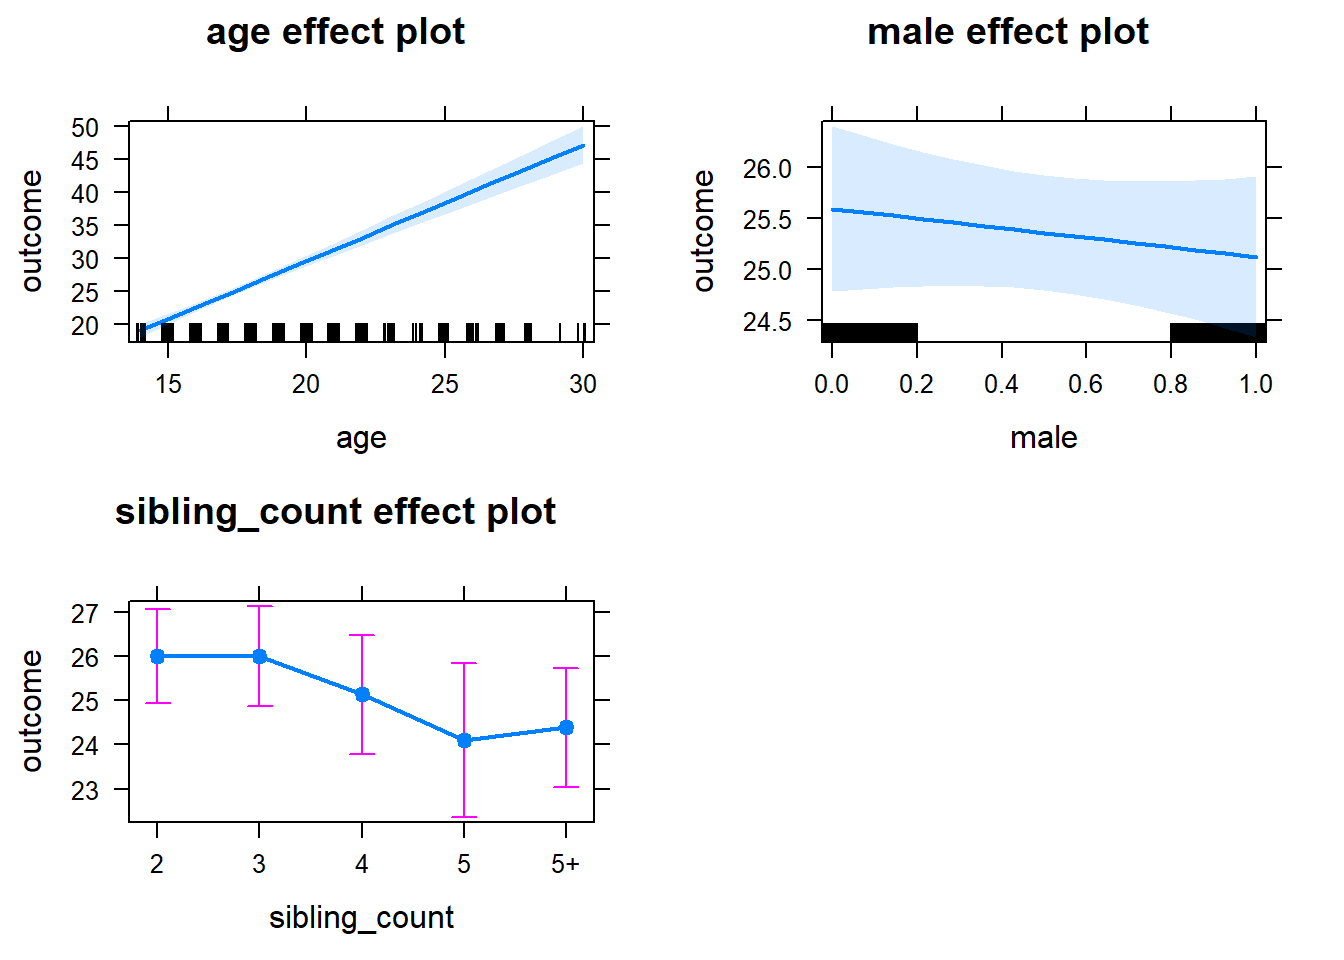 age effect plot
outcome
50
45
40
35
30
25
20
15 20 25 30
age
male effect plot
outcome
26.0
25.5
25.0
24.5
0.0 0.2 0.4 0.6 0.8 1.0
male
sibling_count effect plot
outcome
27
26
25
24
23
2 3 4 5 5+
sibling_count